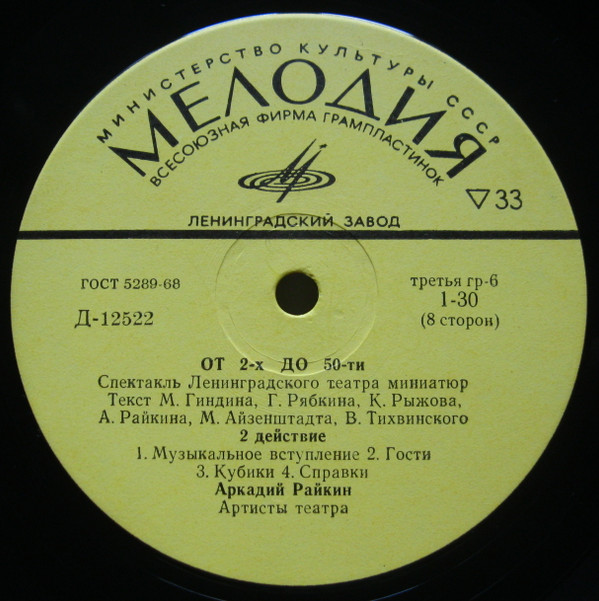 МИНИСТЕРСТВО КУЛЬТУРЫ СССР
МЕЛОДИЯ
ВСЕСОЮЗНАЯ ФИРМА ГРАМПЛАСТИНОК
▽33
ЛЕНИНГРАДСКИЙ ЗАВОД
ГОСТ 5289-68
третья гр-6
Д-12522
1-30
(8 сторон)
ОТ 2-х ДО 50-ти
Спектакль Ленинградского театра миниатюр
Текст М. Гиндина, Г. Рябкина, К. Рыжова,
А. Райкина, М. Айзенштадта, В. Тихвинского
2 действие
1. Музыкальное вступление 2. Гости
3. Кубики 4. Справки
Аркадий Райкин
Артисты театра